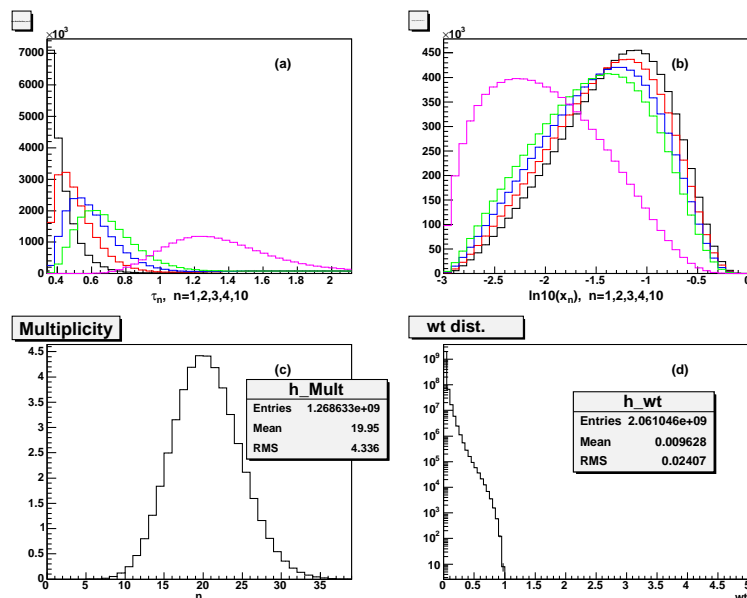 ×10³
7000
6000
5000
4000
3000
2000
1000
0
(a)
0.4 0.6 0.8 1 1.2 1.4 1.6 1.8 2
τn, n=1,2,3,4,10
×10³
450
400
350
300
250
200
150
100
50
0
(b)
-3 -2.5 -2 -1.5 -1 -0.5 0
ln10(xn), n=1,2,3,4,10
Multiplicity
4.5
4
3.5
3
2.5
2
1.5
1
0.5
0
(c)
h_Mult
Entries 1.268633e+09
Mean 19.95
RMS 4.336
0 5 10 15 20 25 30 35
n
wt dist.
10⁹
10⁸
10⁷
10⁶
10⁵
10⁴
10³
10²
10
(d)
h_wt
Entries 2.061046e+09
Mean 0.009628
RMS 0.02407
0 0.5 1 1.5 2 2.5 3 3.5 4 4.5 5
wt